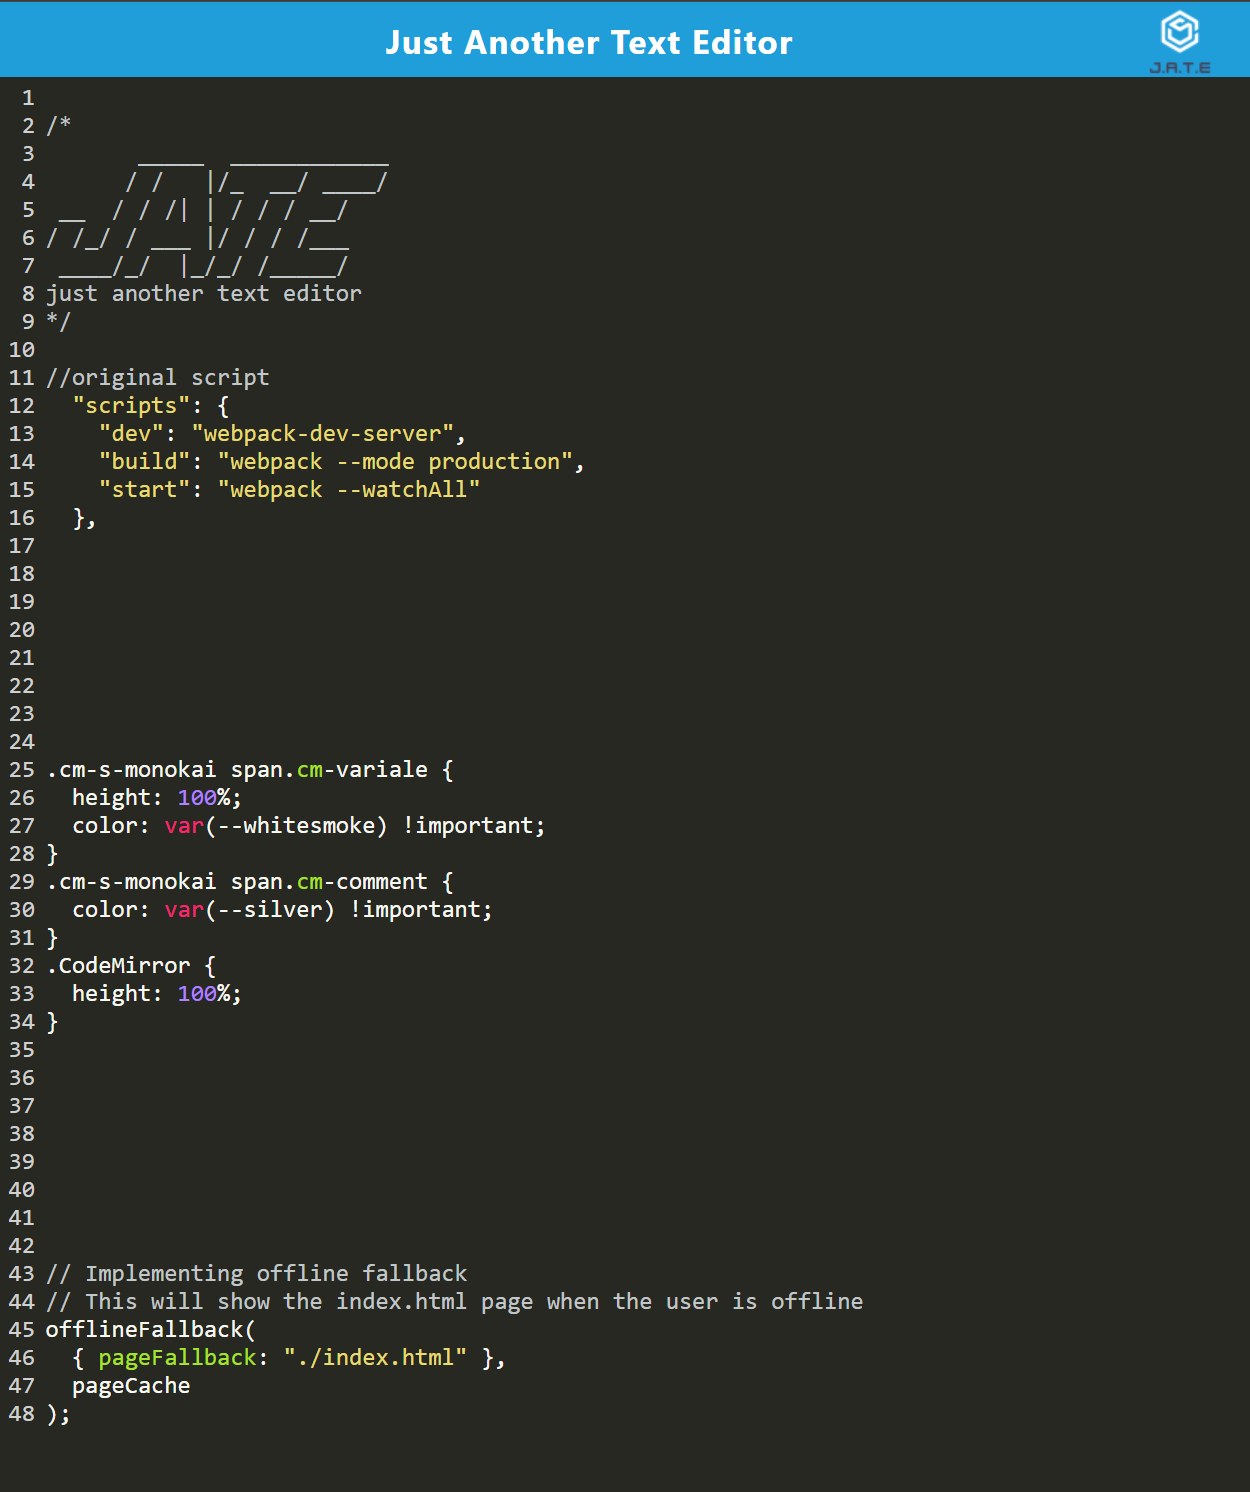 Just Another Text Editor
J.A.T.E
1
2 /*
3        _____  ____________
4       / /   |/_  __/ ____/
5  __  / / /| | / / / __/
6 / /_/ / ___ |/ / / /___
7  ____/_/  |_/_/ /_____/
8 just another text editor
9 */
10
11 //original script
12   "scripts": {
13     "dev": "webpack-dev-server",
14     "build": "webpack --mode production",
15     "start": "webpack --watchAll"
16   },
17
18
19
20
21
22
23
24
25 .cm-s-monokai span.cm-variale {
26   height: 100%;
27   color: var(--whitesmoke) !important;
28 }
29 .cm-s-monokai span.cm-comment {
30   color: var(--silver) !important;
31 }
32 .CodeMirror {
33   height: 100%;
34 }
35
36
37
38
39
40
41
42
43 // Implementing offline fallback
44 // This will show the index.html page when the user is offline
45 offlineFallback(
46   { pageFallback: "./index.html" },
47   pageCache
48 );